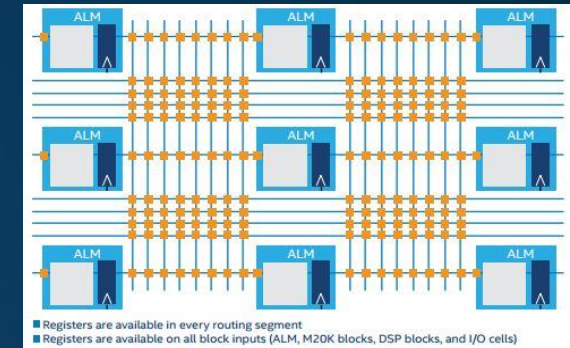 ALM ALM ALM
ALM ALM ALM
ALM ALM ALM
Registers are available in every routing segment
Registers are available on all block inputs (ALM, M20K blocks, DSP blocks, and I/O cells)